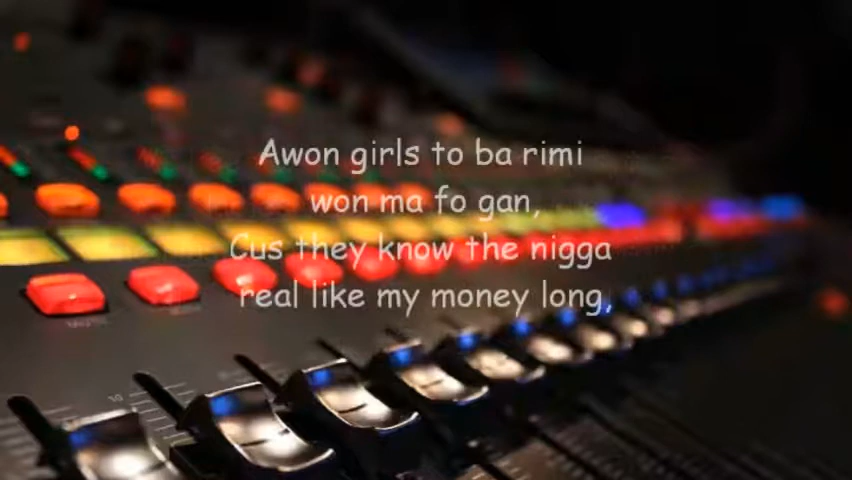 Awon girls to ba rimi
won ma fo gan,
Cus they know the nigga
real like my money long,